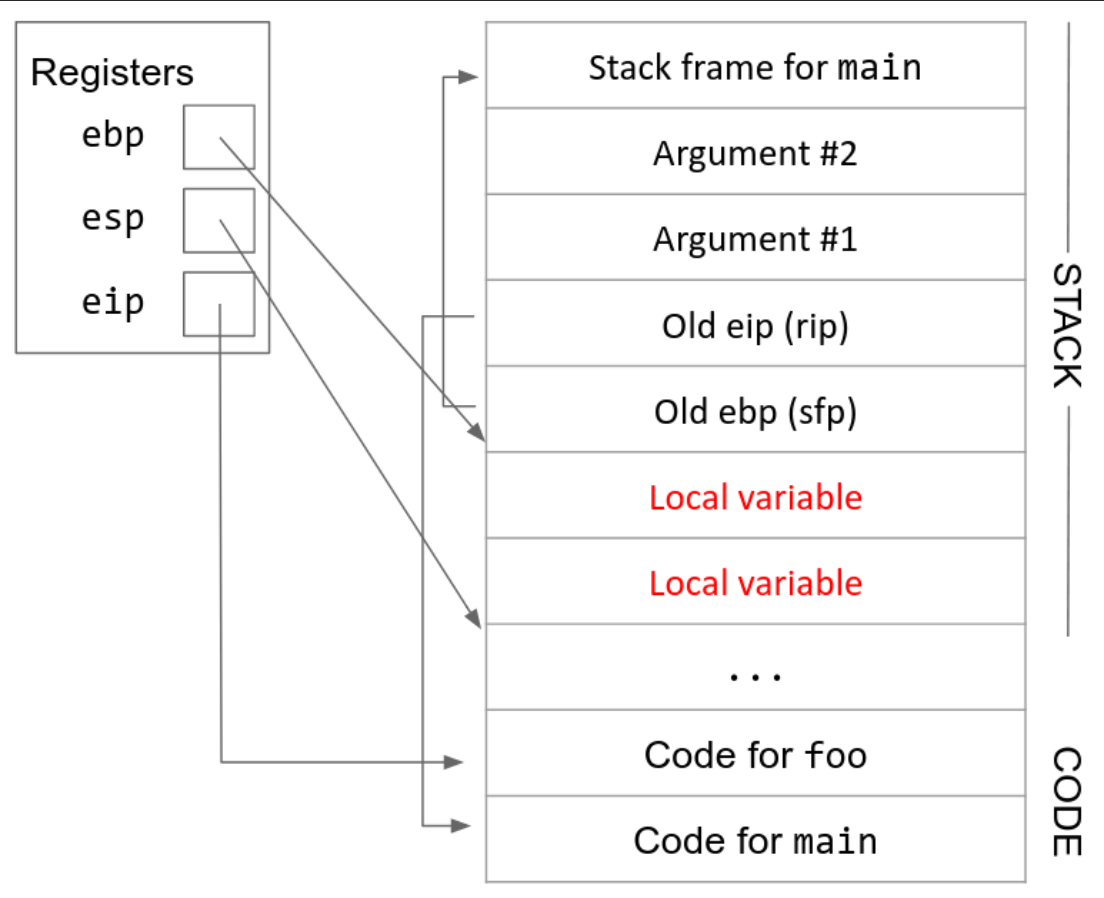 Registers
ebp
esp
eip
Stack frame for main
Argument #2
Argument #1
Old eip (rip)
Old ebp (sfp)
Local variable
Local variable
...
Code for foo
Code for main
STACK
CODE